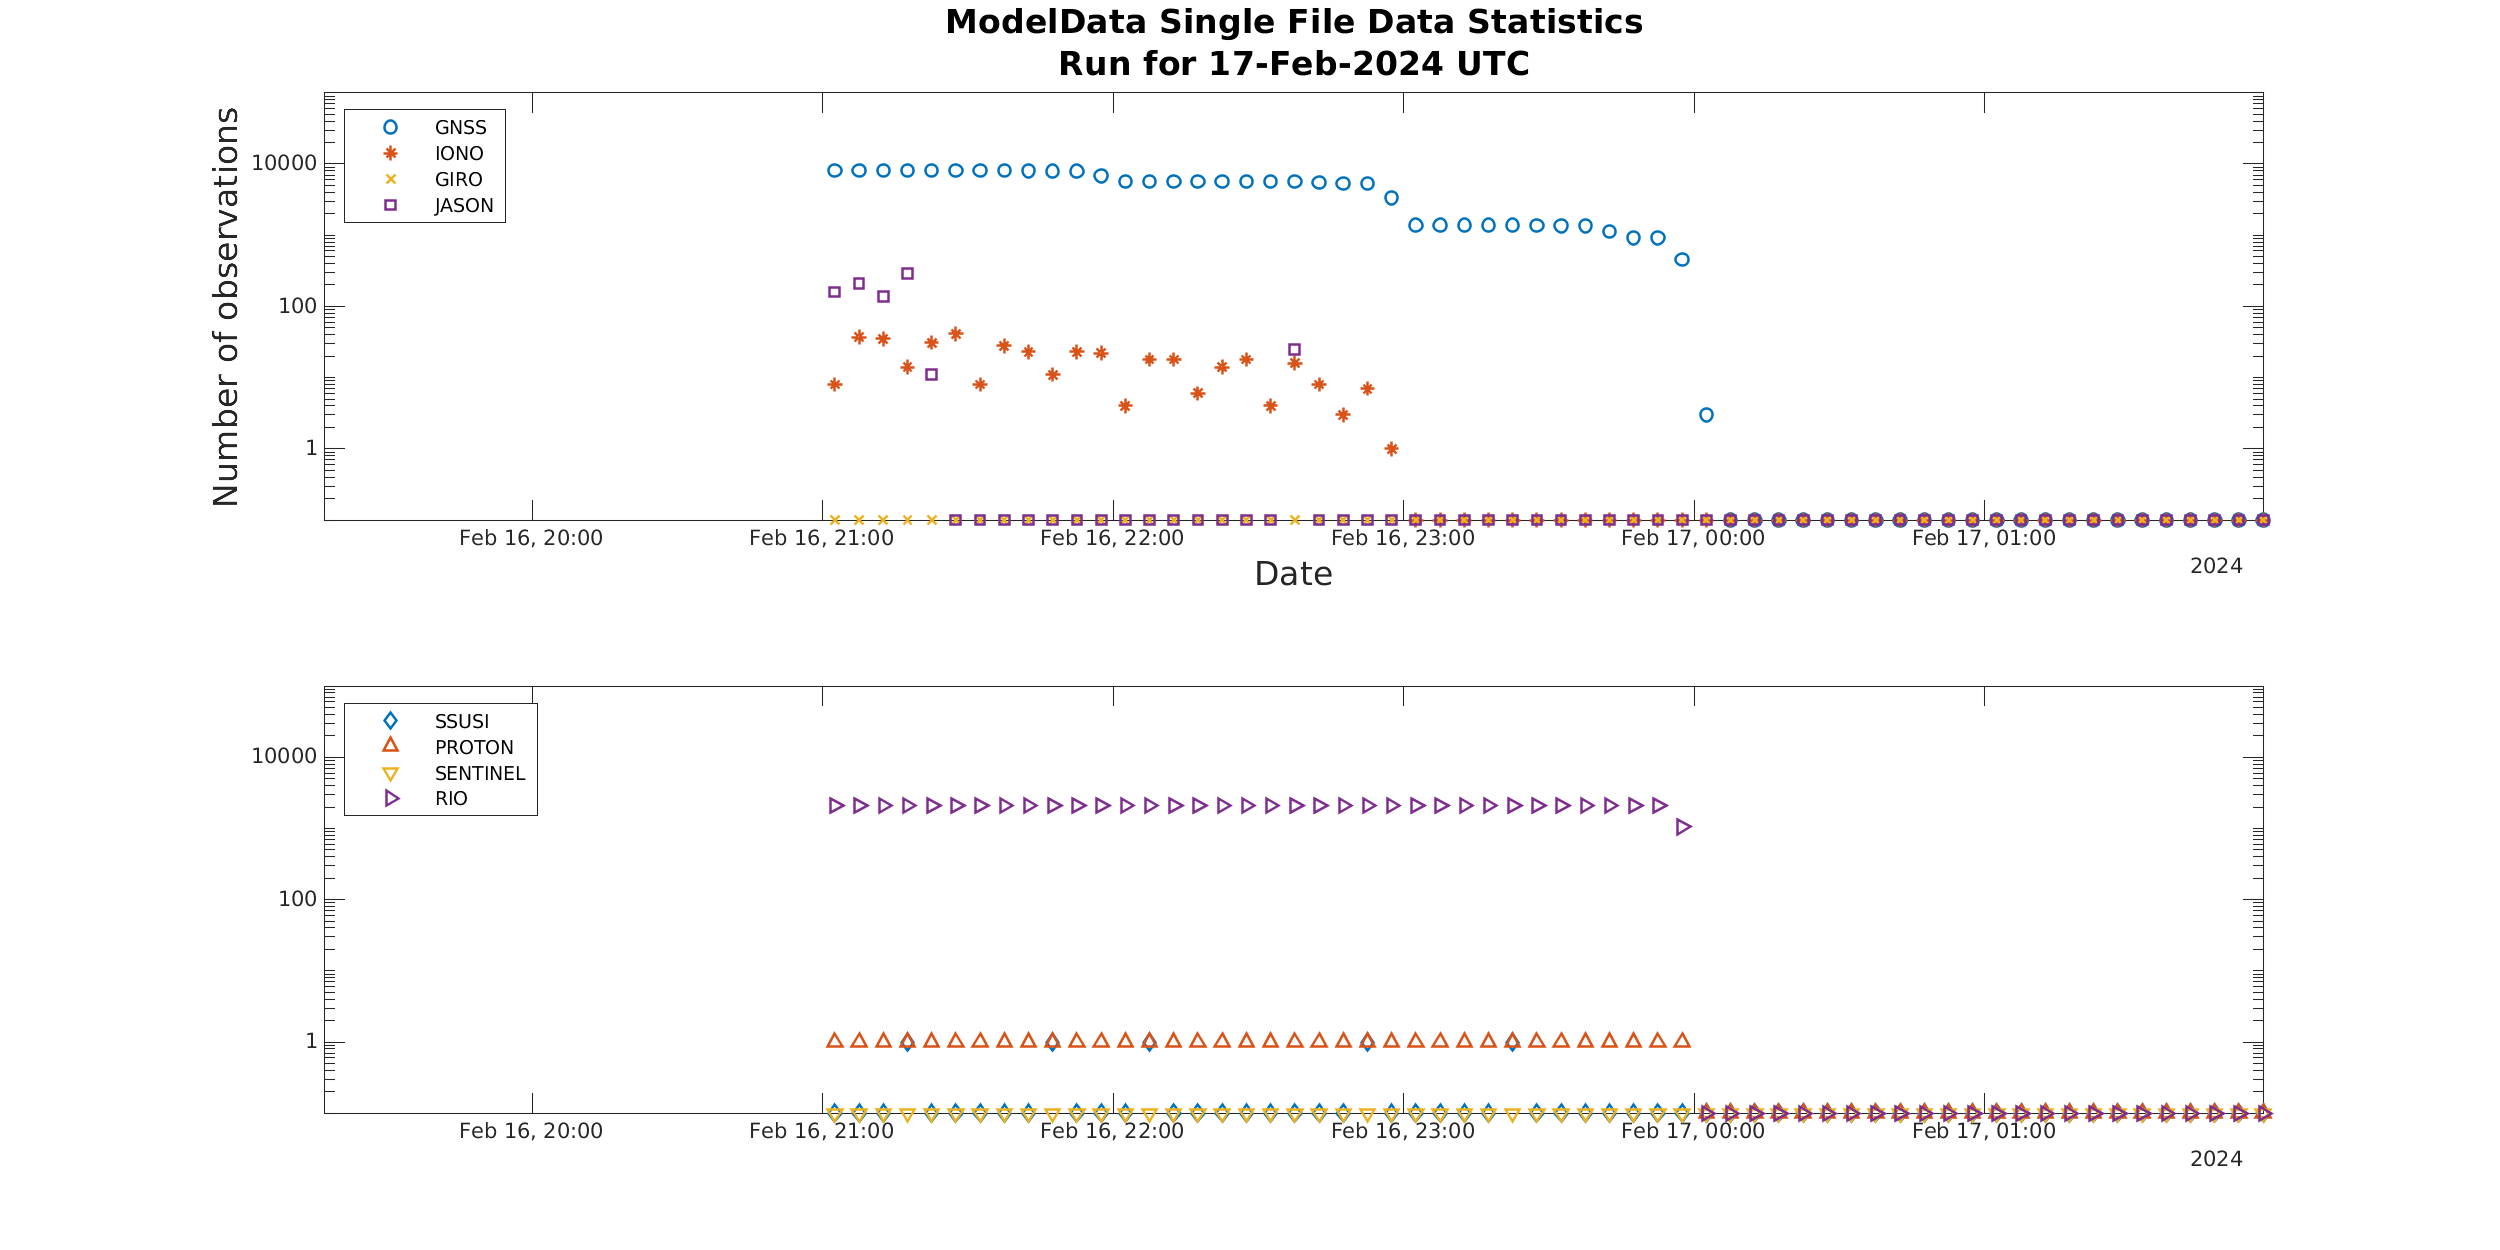 ModelData Single File Data Statistics
Run for 17-Feb-2024 UTC
Number of observations
GNSS
IONO
GIRO
JASON
10000
100
1
Feb 16, 20:00 Feb 16, 21:00 Feb 16, 22:00 Feb 16, 23:00 Feb 17, 00:00 Feb 17, 01:00
2024
Date
SSUSI
PROTON
SENTINEL
RIO
10000
100
1
Feb 16, 20:00 Feb 16, 21:00 Feb 16, 22:00 Feb 16, 23:00 Feb 17, 00:00 Feb 17, 01:00
2024